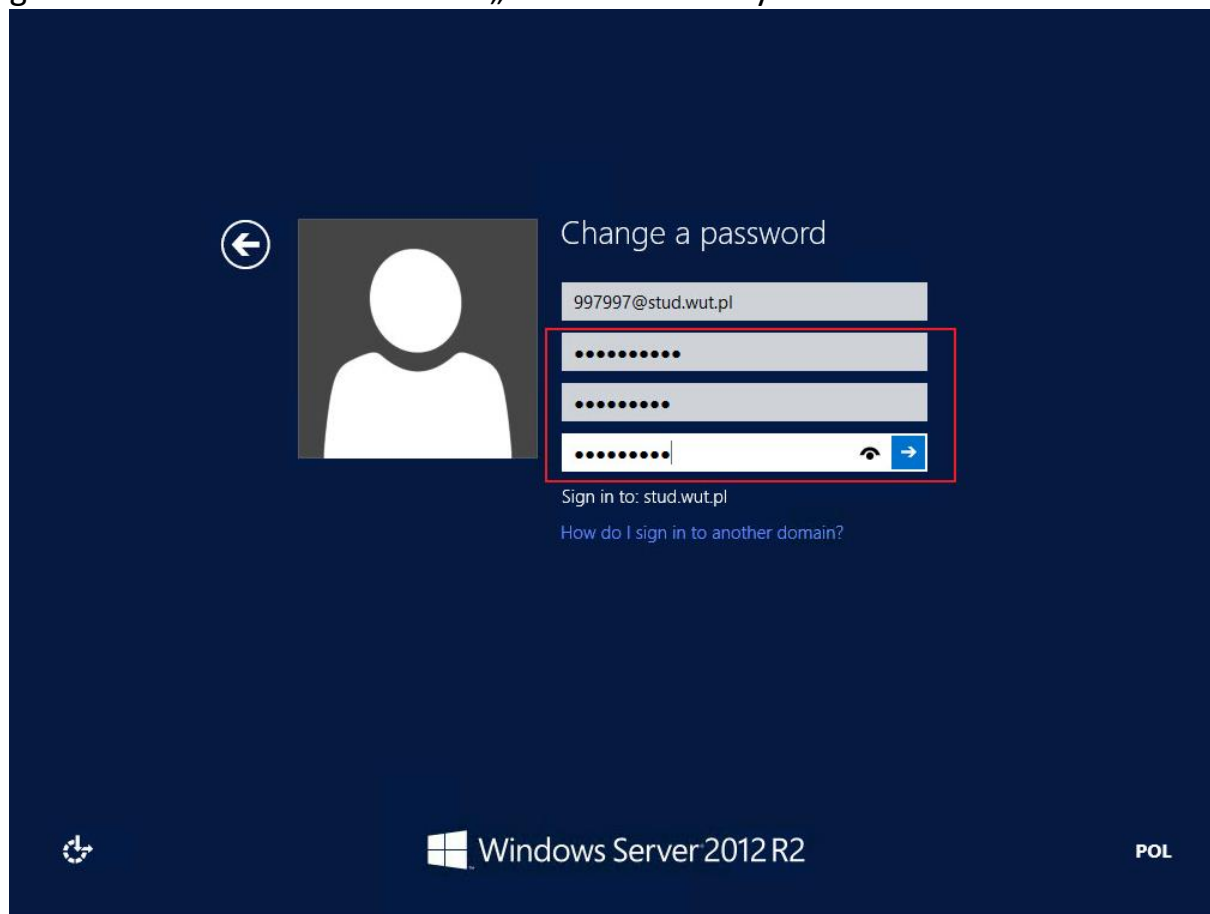 Change a password
997997@stud.wut.pl
••••••••••
•••••••••
•••••••••
Sign in to: stud.wut.pl
How do I sign in to another domain?
Windows Server 2012 R2
POL